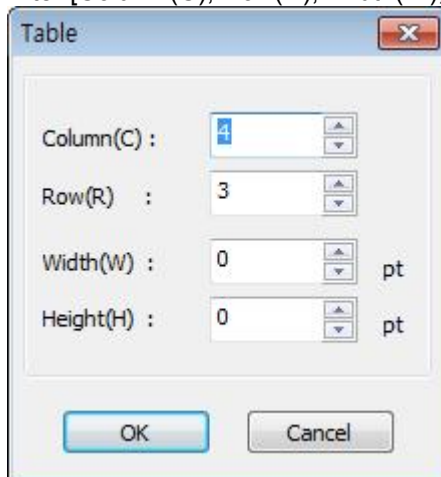 Table
Column(C) : 4
Row(R) : 3
Width(W) : 0 pt
Height(H) : 0 pt
OK Cancel